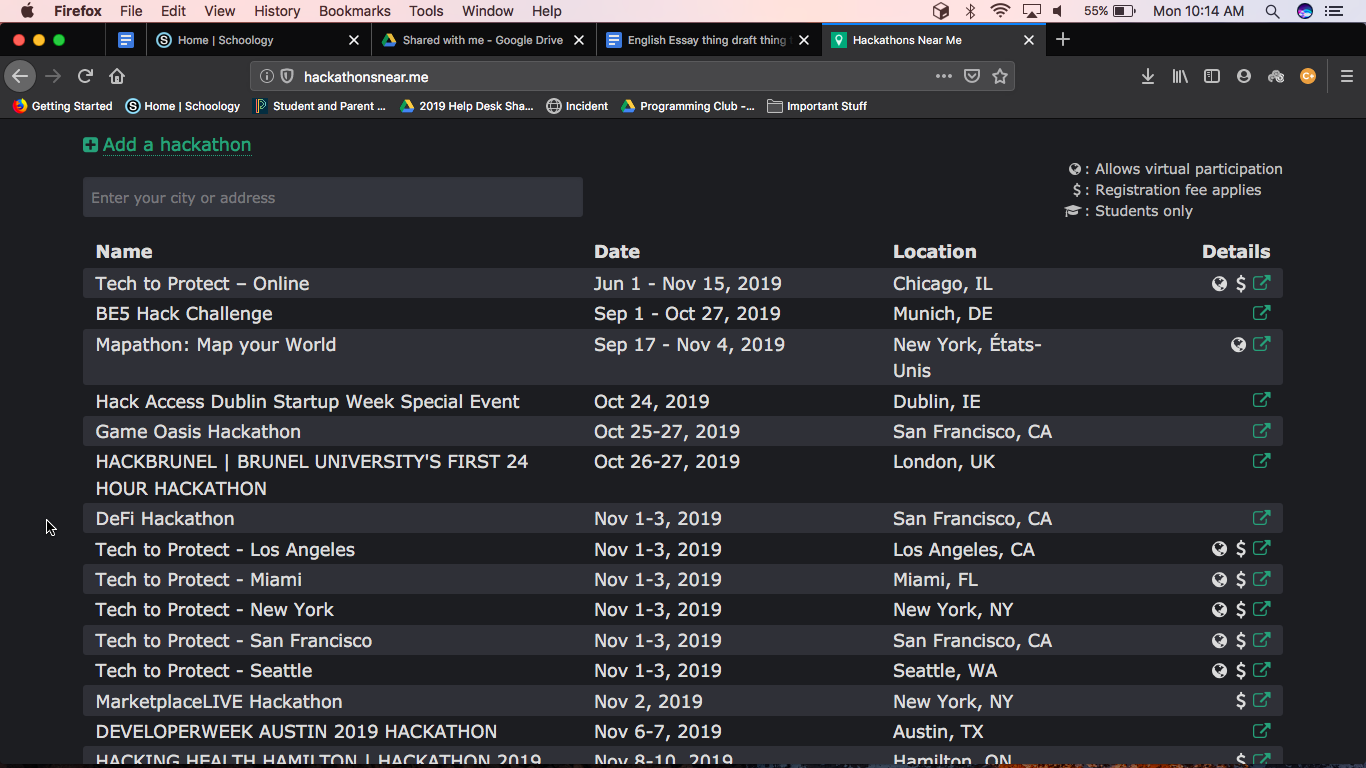 Firefox File Edit View History Bookmarks Tools Window Help 55% Mon 10:14 AM
Home | Schoology Shared with me - Google Drive English Essay thing draft thing Hackathons Near Me
hackathonsnear.me
Getting Started Home | Schoology Student and Parent ... 2019 Help Desk Sha... Incident Programming Club -... Important Stuff
Add a hackathon
: Allows virtual participation
$ : Registration fee applies
: Students only
Enter your city or address
Name Date Location Details
Tech to Protect – Online Jun 1 - Nov 15, 2019 Chicago, IL $
BE5 Hack Challenge Sep 1 - Oct 27, 2019 Munich, DE
Mapathon: Map your World Sep 17 - Nov 4, 2019 New York, États-
Unis
Hack Access Dublin Startup Week Special Event Oct 24, 2019 Dublin, IE
Game Oasis Hackathon Oct 25-27, 2019 San Francisco, CA
HACKBRUNEL | BRUNEL UNIVERSITY'S FIRST 24 Oct 26-27, 2019 London, UK
HOUR HACKATHON
DeFi Hackathon Nov 1-3, 2019 San Francisco, CA
Tech to Protect - Los Angeles Nov 1-3, 2019 Los Angeles, CA $
Tech to Protect - Miami Nov 1-3, 2019 Miami, FL $
Tech to Protect - New York Nov 1-3, 2019 New York, NY $
Tech to Protect - San Francisco Nov 1-3, 2019 San Francisco, CA $
Tech to Protect - Seattle Nov 1-3, 2019 Seattle, WA $
MarketplaceLIVE Hackathon Nov 2, 2019 New York, NY $
DEVELOPERWEEK AUSTIN 2019 HACKATHON Nov 6-7, 2019 Austin, TX
HACKING HEALTH HAMILTON | HACKATHON 2019 Nov 8-10, 2019 Hamilton, ON $